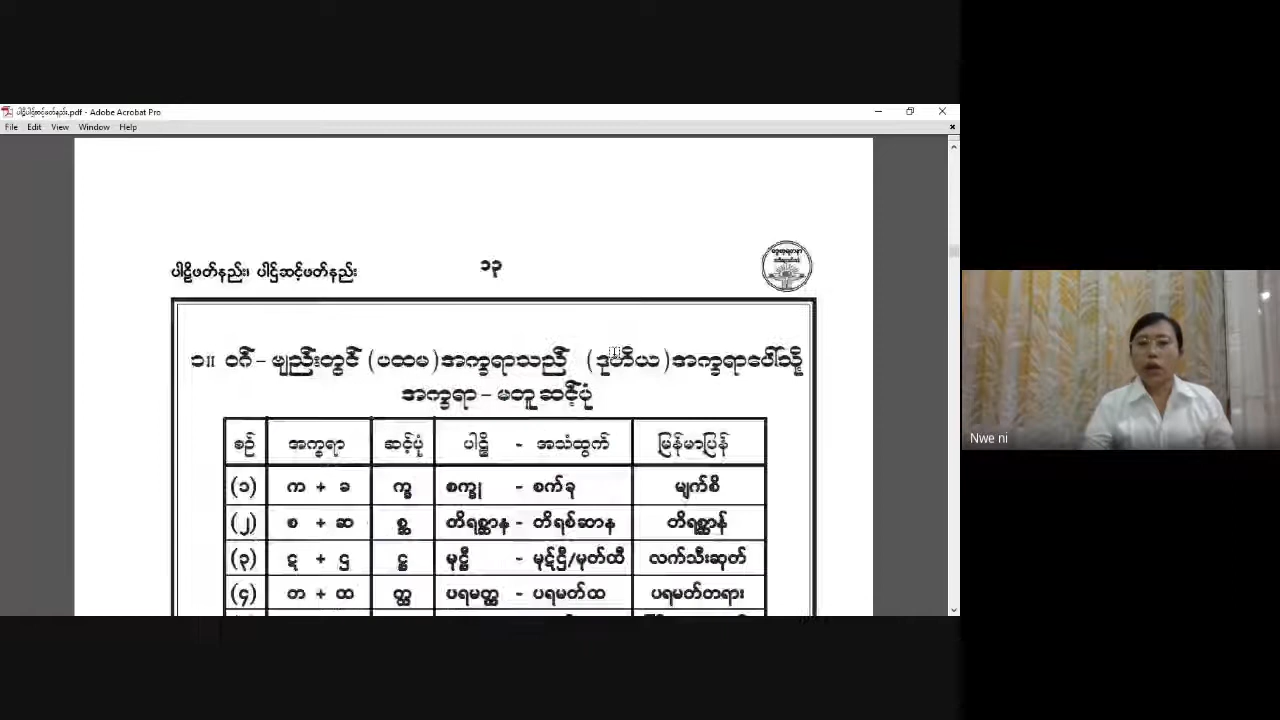 ပါဠိပါဌ်ဆင့်ဖတ်နည်း.pdf - Adobe Acrobat Pro
File Edit View Window Help
ပါဠိဖတ်နည်း၊ ပါဌ်ဆင့်ဖတ်နည်း
၁၃
၁။ ဝဂ် – ဗျည်းတွင် (ပထမ) အက္ခရာသည် (ဒုတိယ) အက္ခရာပေါ်သို့
အက္ခရာ – မတူ ဆင့်ပုံ
စဉ် အက္ခရာ ဆင့်ပုံ ပါဠိ - အသံထွက် မြန်မာပြန်
(၁) က + ခ က္ခ စက္ခု - စက်ခု မျက်စိ
(၂) စ + ဆ စ္ဆ တိရစ္ဆာန - တိရစ်ဆာန တိရစ္ဆာန်
(၃) ဋ + ဌ ဋ္ဌ မုဋ္ဌိ - မုဋ်ဌိ/မုတ်ထိ လက်သီးဆုတ်
(၄) တ + ထ တ္ထ ပရမတ္ထ - ပရမတ်ထ ပရမတ်တရား
Nwe ni